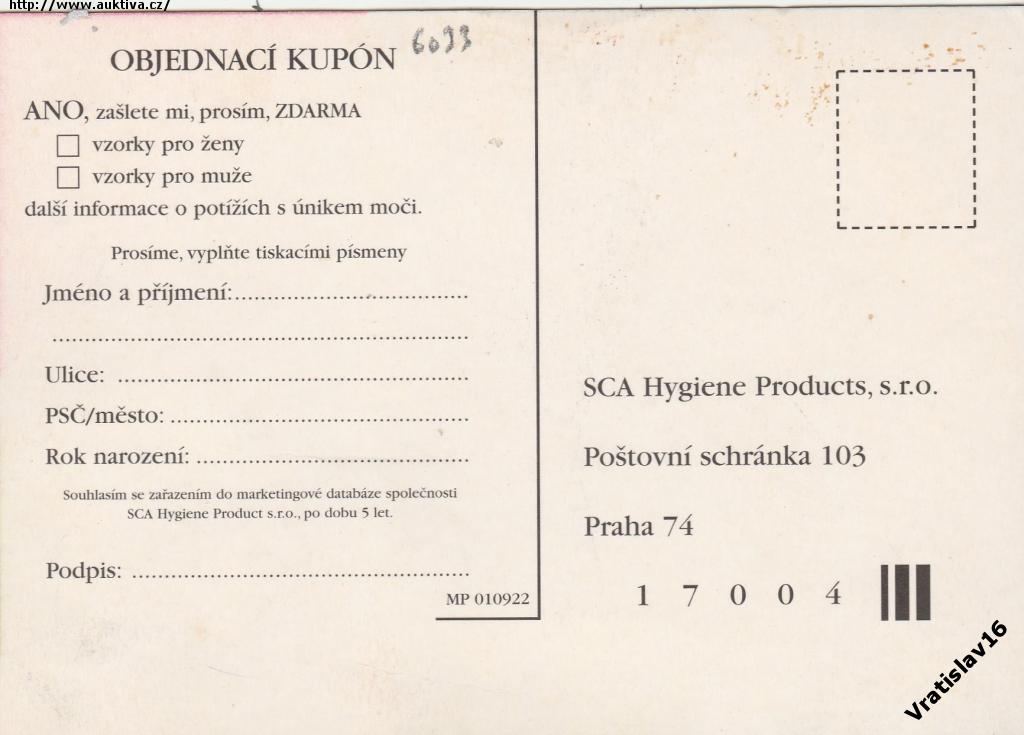 http://www.auktiva.cz/
OBJEDNACÍ KUPÓN
6093
ANO, zašlete mi, prosím, ZDARMA
vzorky pro ženy
vzorky pro muže
další informace o potížích s únikem moči.
Prosíme, vyplňte tiskacími písmeny
Jméno a příjmení:
Ulice:
PSČ/město:
Rok narození:
Souhlasím se zařazením do marketingové databáze společnosti
SCA Hygiene Product s.r.o., po dobu 5 let.
Podpis:
MP 010922
SCA Hygiene Products, s.r.o.
Poštovní schránka 103
Praha 74
1 7 0 0 4
Vratislav16